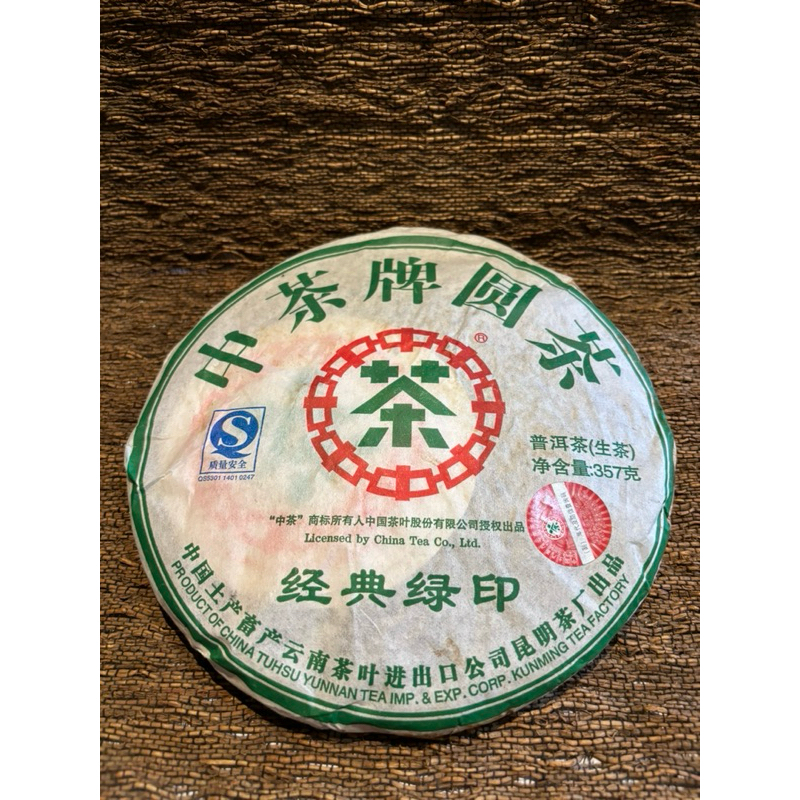 中茶牌圆茶
®
茶
S
质量安全
QS5301 1401 0247
普洱茶(生茶)
净含量:357克
“中茶”商标所有人中国茶叶股份有限公司授权出品
Licensed by China Tea Co., Ltd.
经典绿印
中国土产畜产云南茶叶进出口公司昆明茶厂出品
PRODUCT OF CHINA TUHSU YUNNAN TEA IMP. & EXP. CORP. KUNMING TEA FACTORY